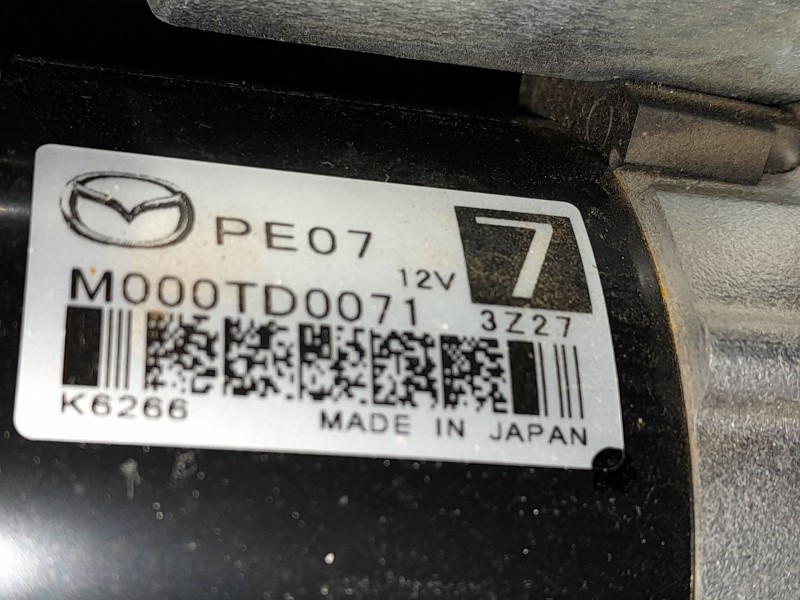 PE07
7
M000TD0071 12V
3Z27
K6266
MADE IN JAPAN